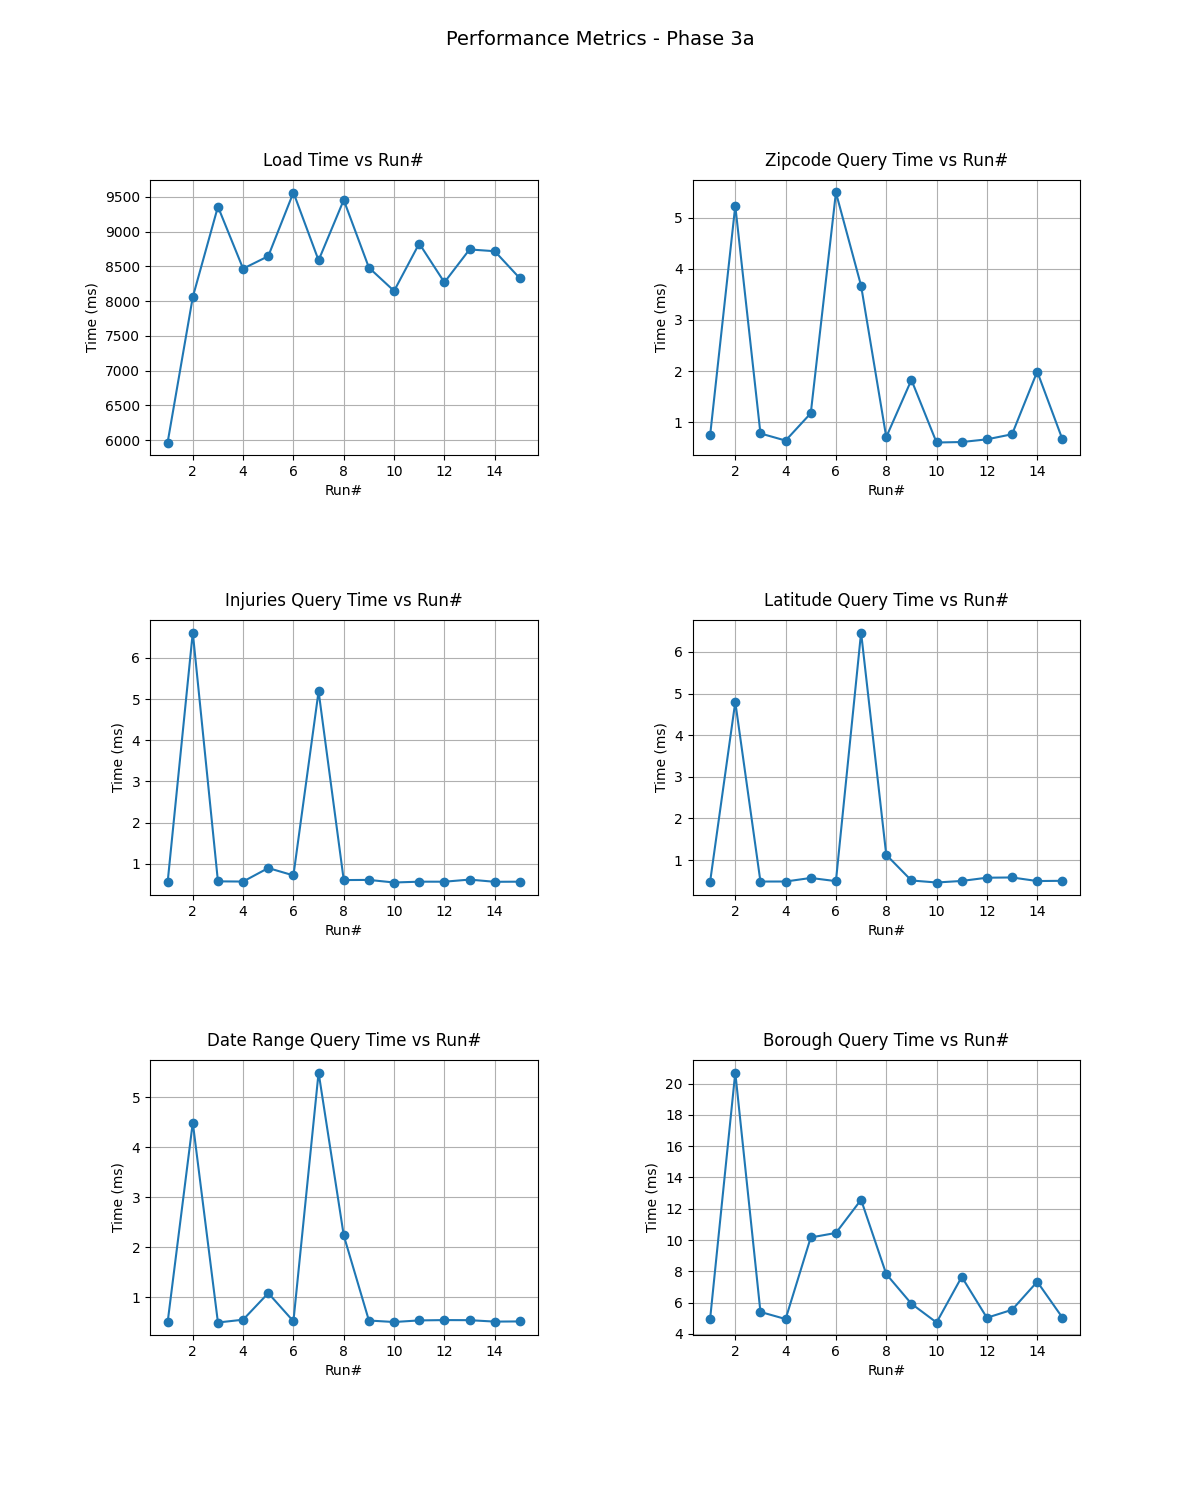 Performance Metrics - Phase 3a
Load Time vs Run#
Time (ms)
9500
9000
8500
8000
7500
7000
6500
6000
2 4 6 8 10 12 14
Run#
Zipcode Query Time vs Run#
Time (ms)
5
4
3
2
1
2 4 6 8 10 12 14
Run#
Injuries Query Time vs Run#
Time (ms)
6
5
4
3
2
1
2 4 6 8 10 12 14
Run#
Latitude Query Time vs Run#
Time (ms)
6
5
4
3
2
1
2 4 6 8 10 12 14
Run#
Date Range Query Time vs Run#
Time (ms)
5
4
3
2
1
2 4 6 8 10 12 14
Run#
Borough Query Time vs Run#
Time (ms)
20
18
16
14
12
10
8
6
4
2 4 6 8 10 12 14
Run#